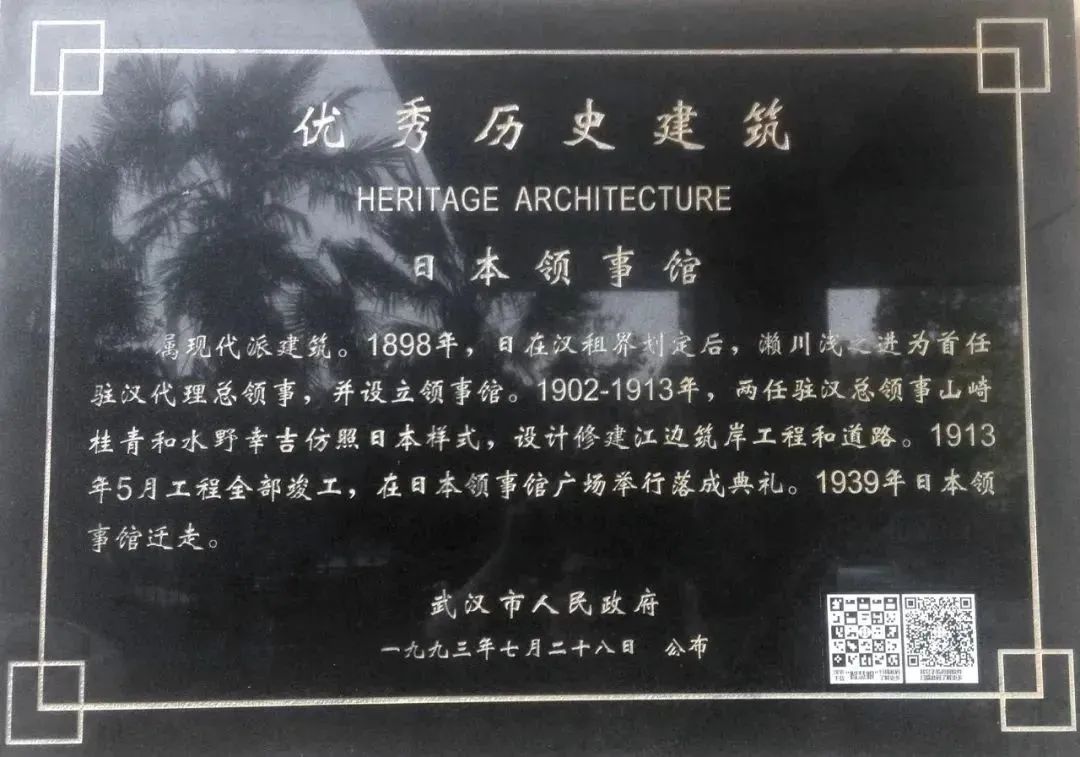 优秀历史建筑
HERITAGE ARCHITECTURE
日本领事馆
属现代派建筑。1898年，日在汉租界划定后，濑川浅之进为首任
驻汉代理总领事，并设立领事馆。1902-1913年，两任驻汉总领事山崎
桂青和水野幸吉仿照日本样式，设计修建江边筑岸工程和道路。1913
年5月工程全部竣工，在日本领事馆广场举行落成典礼。1939年日本领
事馆迁走。
武汉市人民政府
一九九三年七月二十八日 公布